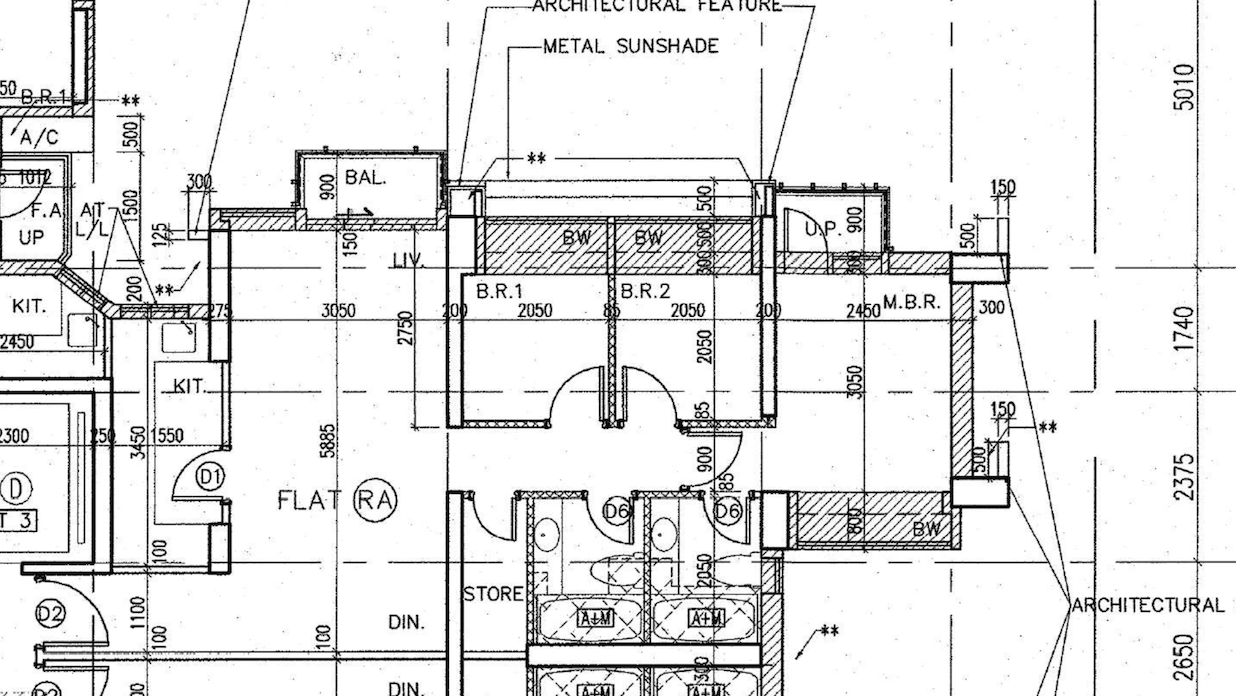 ARCHITECTURAL FEATURE
METAL SUNSHADE
5010
50
B.R.1
**
A/C
500
**
1012
300
900
BAL.
500
150
F.A
A.T
L/L
UP
1500
125
150
LIV.
BW
BW
500
300
U.P.
900
300
500
**
200
KIT.
275
3050
200
B.R.1
2050
85
B.R.2
2050
200
2450
M.B.R.
300
1740
2450
2750
2050
3050
KIT.
85
150
**
2300
250
1550
3450
5885
900
500
2375
D1
85
D
FLAT RA
D6
D6
800
BW
T 3
100
2050
STORE
ARCHITECTURAL
D2
1100
DIN.
A+M
A+M
**
100
100
300
2650
DIN.
A+M
A+M